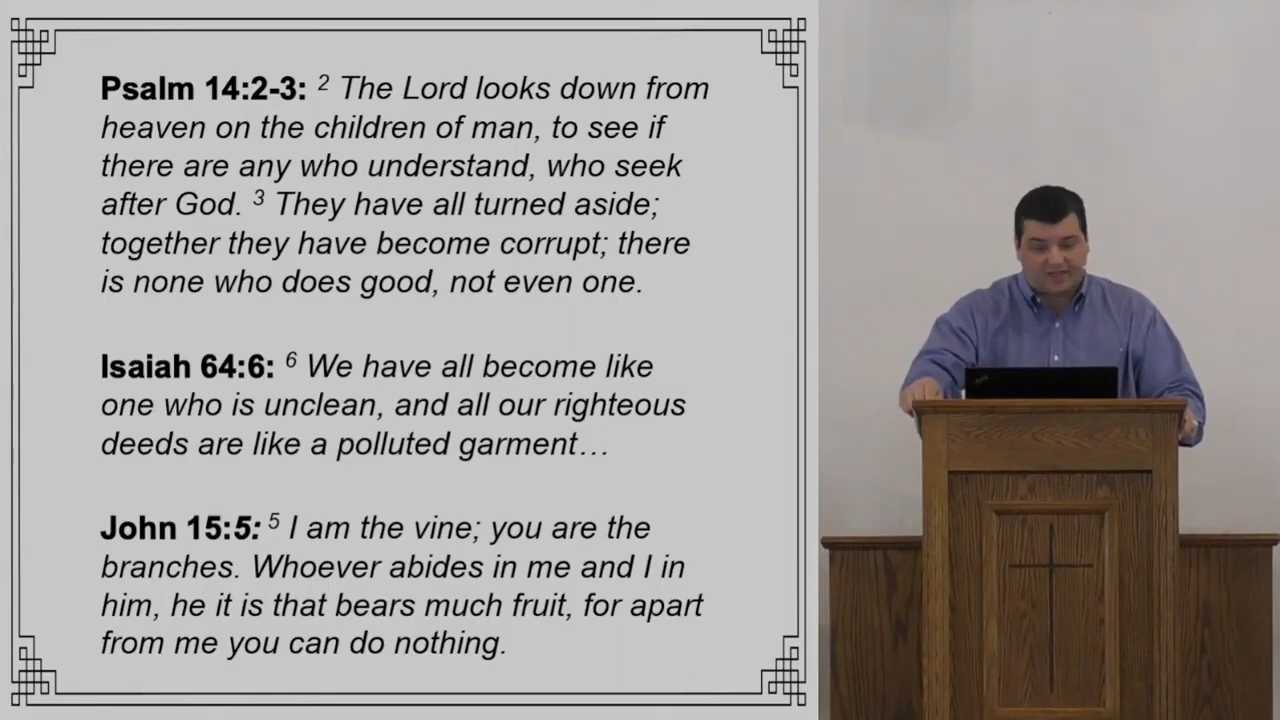 Psalm 14:2-3: ² The Lord looks down from
heaven on the children of man, to see if
there are any who understand, who seek
after God. ³ They have all turned aside;
together they have become corrupt; there
is none who does good, not even one.
Isaiah 64:6: ⁶ We have all become like
one who is unclean, and all our righteous
deeds are like a polluted garment…
John 15:5: ⁵ I am the vine; you are the
branches. Whoever abides in me and I in
him, he it is that bears much fruit, for apart
from me you can do nothing.